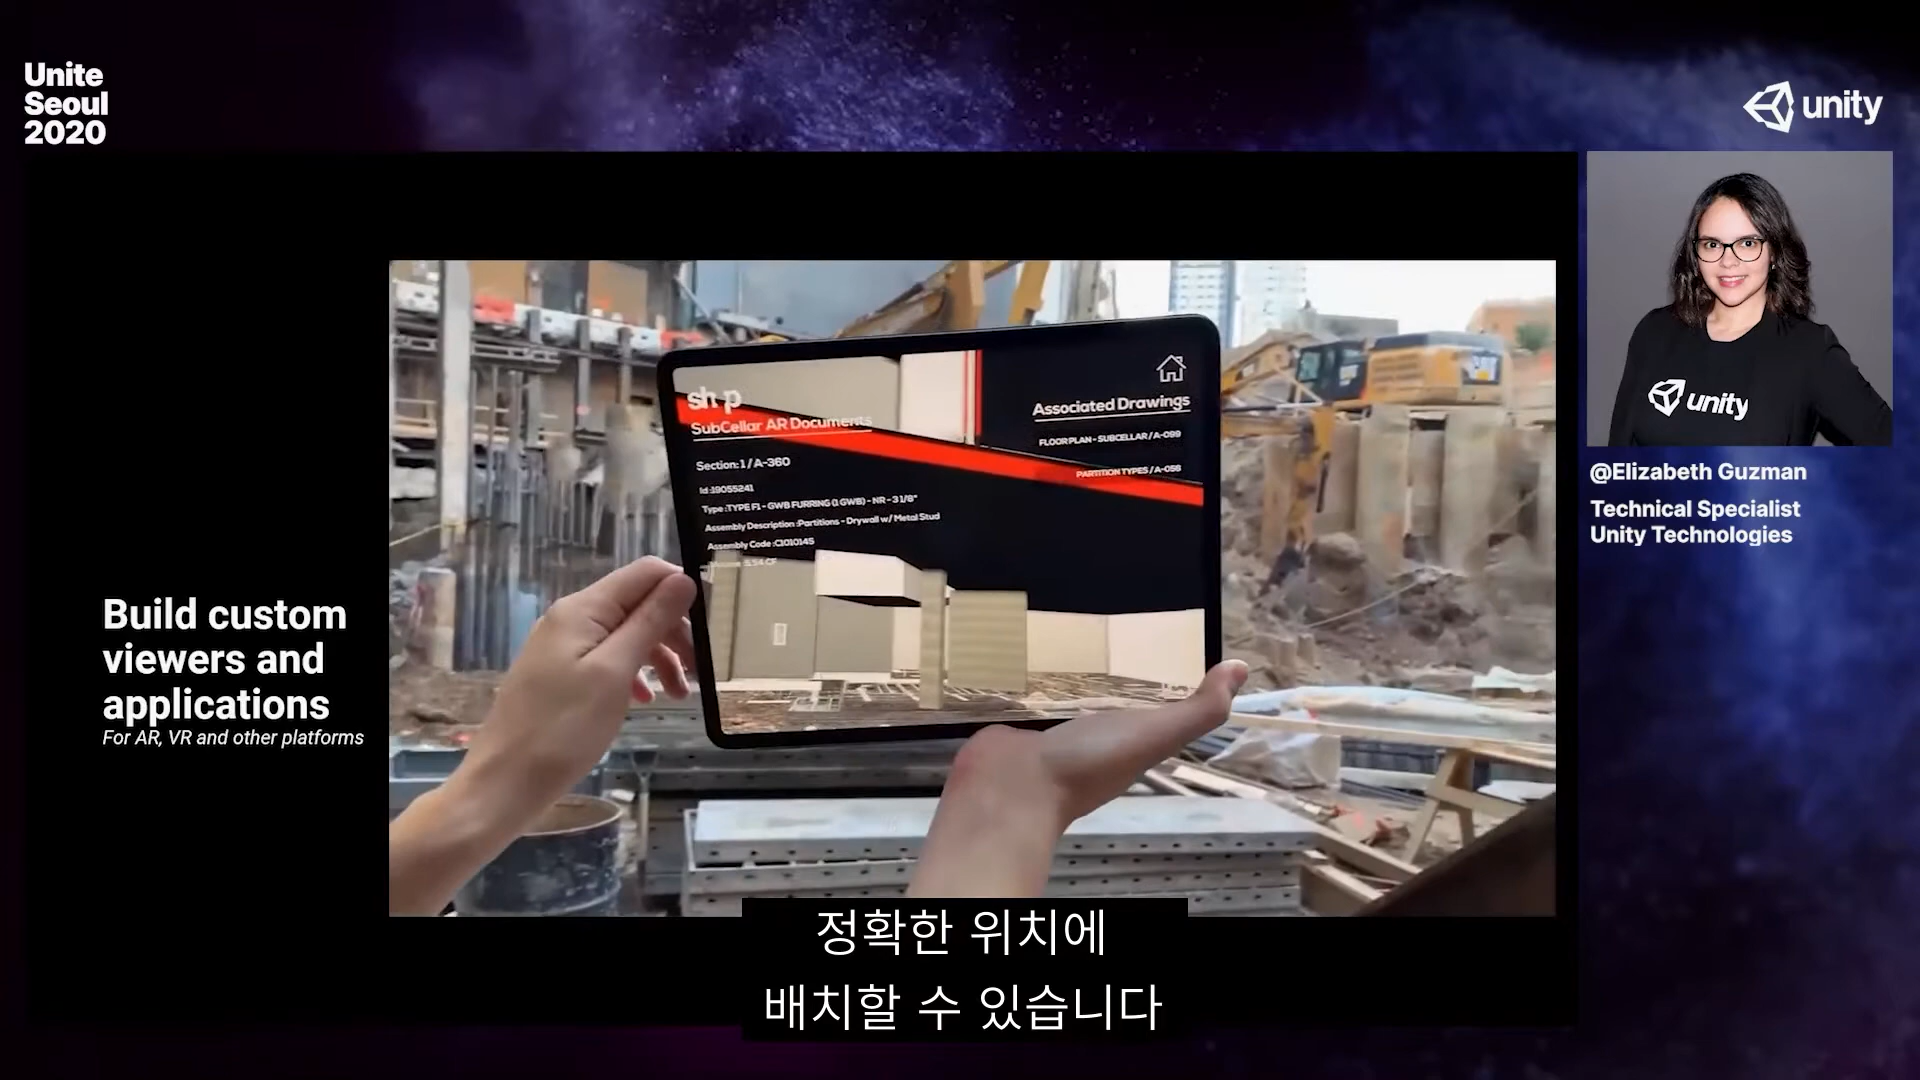 Unite
Seoul
2020
unity
unity
@Elizabeth Guzman
Technical Specialist
Unity Technologies
Build custom
viewers and
applications
For AR, VR and other platforms
SubCellar AR Documents
Section: 1 / A-360
Id :19055241
Type :TYPE F1 - GWB FURRING (1 GWB) - NR - 3 1/8"
Assembly Description :Partitions - Drywall w/ Metal Stud
Assembly Code :C1010145
Associated Drawings
FLOOR PLAN - SUBCELLAR / A-099
PARTITION TYPES / A-056
정확한 위치에
배치할 수 있습니다